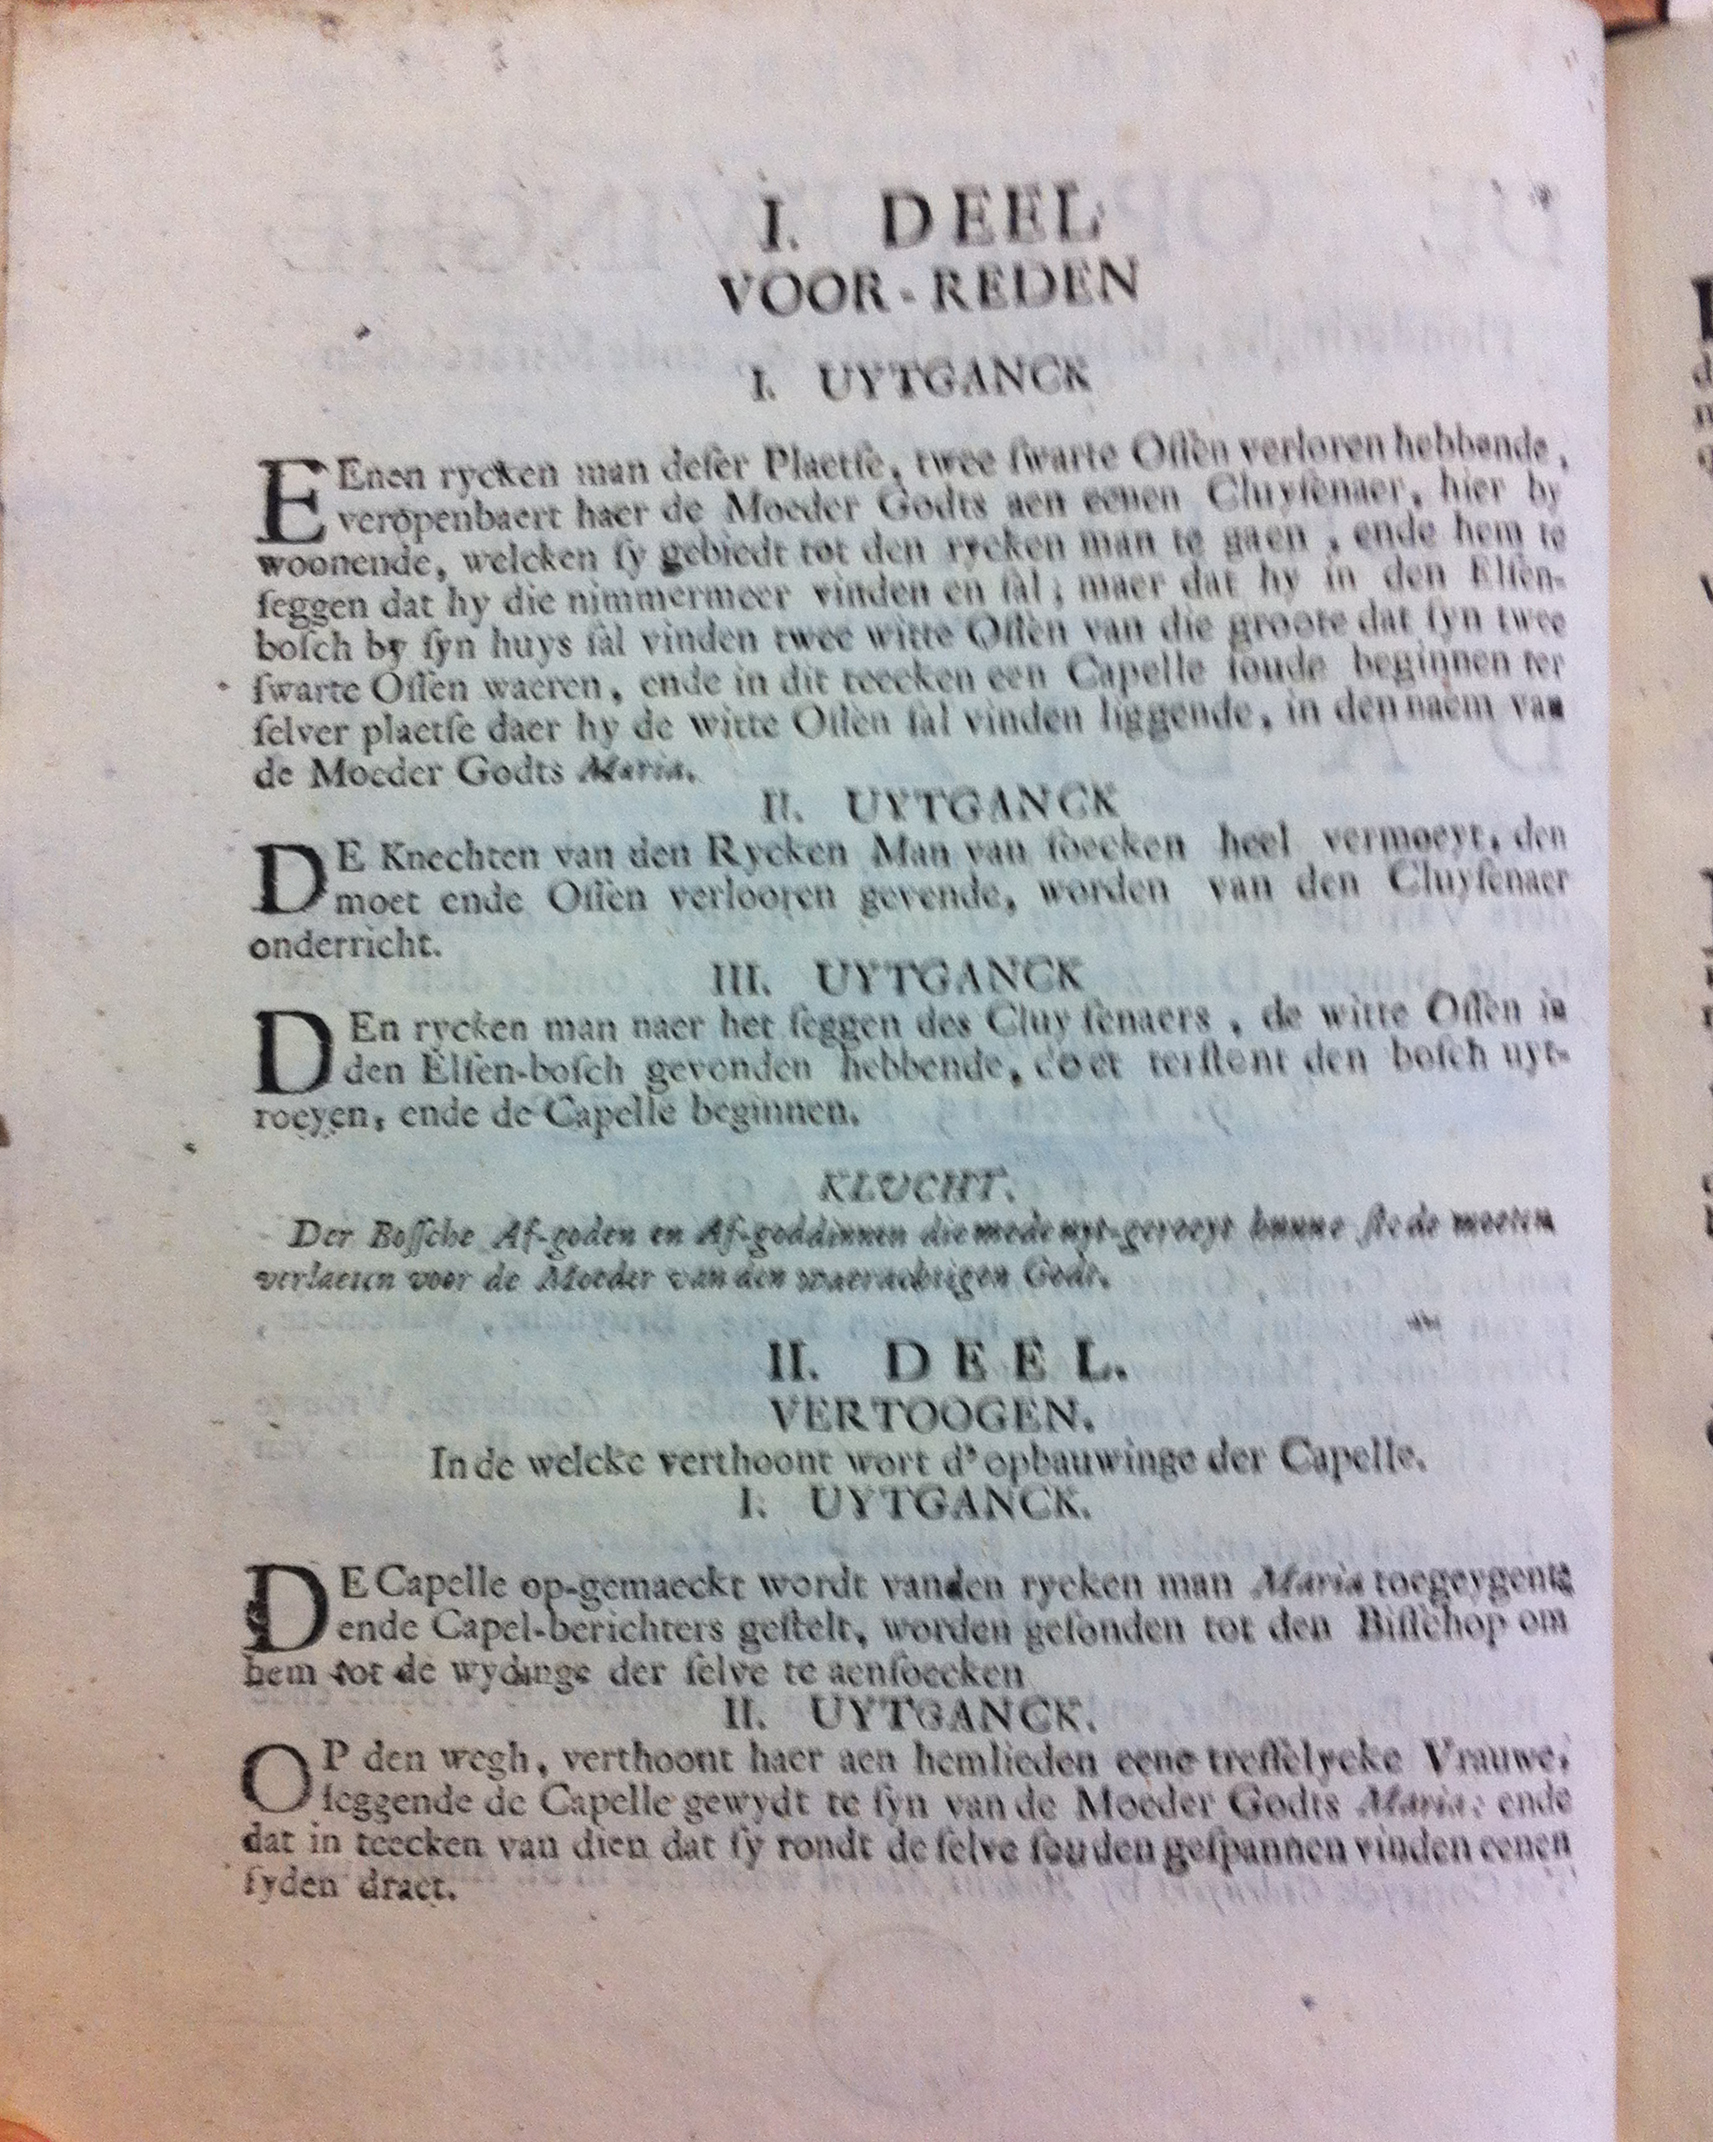 I. DEEL
VOOR-REDEN
I. UYTGANCK
EEnen rycken man deser Plaetse, twee swarte Ossen verloren hebbende,
veropenbaert haer de Moeder Godts aen eenen Cluysenaer, hier by
woonende, welcken sy gebiedt tot den rycken man te gaen, ende hem te
seggen dat hy die nimmermeer vinden en sal; maer dat hy in den Elsen-
bosch by syn huys sal vinden twee witte Ossen van die groote dat syn twee
swarte Ossen waeren, ende in dit teecken een Capelle soude beginnen ter
selver plaetse daer hy de witte Ossen sal vinden liggende, in den naem van
de Moeder Godts Maria.
II. UYTGANCK
DE Knechten van den Rycken Man van soecken heel vermoeyt, den
moet ende Ossen verlooren gevende, worden van den Cluysenaer
onderricht.
III. UYTGANCK
DEn rycken man naer het seggen des Cluysenaers, de witte Ossen in
den Elsen-bosch gevonden hebbende, doet terstont den bosch uyt-
roeyen, ende de Capelle beginnen.
KLUCHT.
Der Bossche Af-goden en Af-goddinnen die mede uyt-geroeyt hunne stede moeten
verlaeten voor de Moeder van den waerachtigen Godt.
II. DEEL.
VERTOOGEN.
In de welcke verthoont wort d'opbauwinge der Capelle.
I. UYTGANCK.
DE Capelle op-gemaeckt wordt vanden rycken man Maria toegeygent;
ende Capel-berichters gestelt, worden gesonden tot den Bisschop om
hem tot de wydinge der selve te aensoecken
II. UYTGANCK.
OP den wegh, verthoont haer aen hemlieden eene treffelycke Vrauwe,
seggende de Capelle gewydt te syn van de Moeder Godts Maria: ende
dat in teecken van dien dat sy rondt de selve souden gespannen vinden eenen
syden draet.